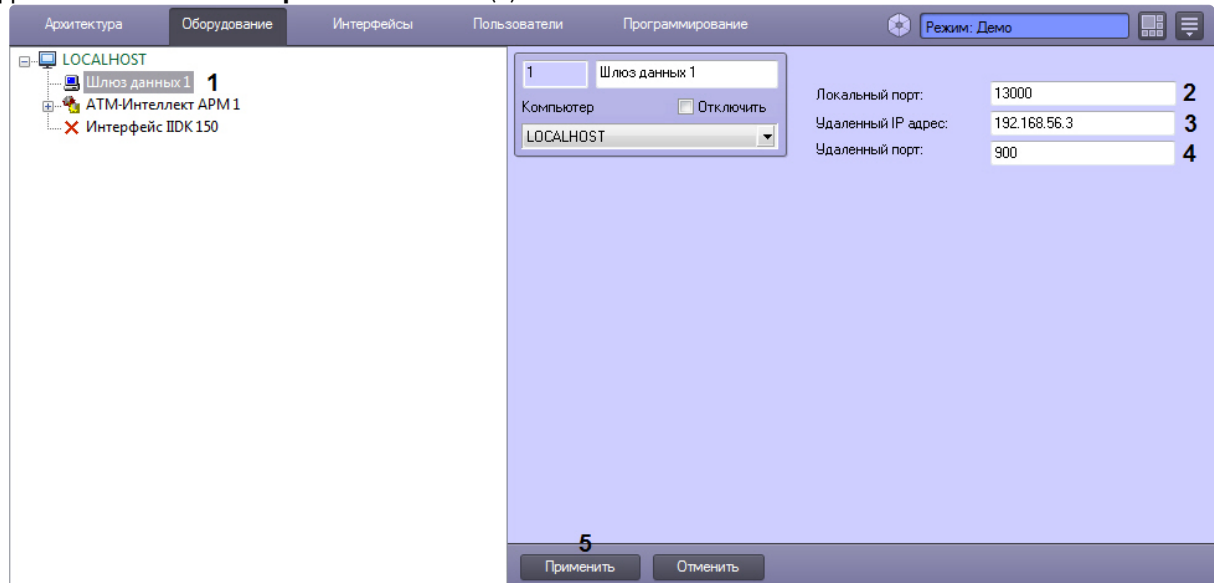 Архитектура Оборудование Интерфейсы Пользователи Программирование Режим: Демо
LOCALHOST
Шлюз данных 1 1
АТМ-Интеллект АРМ 1
Интерфейс IIDK 150
1 Шлюз данных 1
Компьютер Отключить
LOCALHOST
Локальный порт: 13000 2
Удаленный IP адрес: 192.168.56.3 3
Удаленный порт: 900 4
5
Применить Отменить